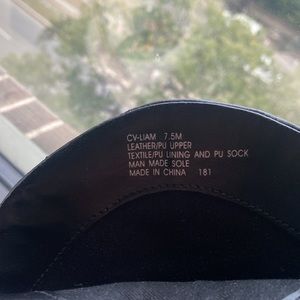 CV-LIAM 7.5M
LEATHER/PU UPPER
TEXTILE/PU LINING AND PU SOCK
MAN MADE SOLE
MADE IN CHINA 181